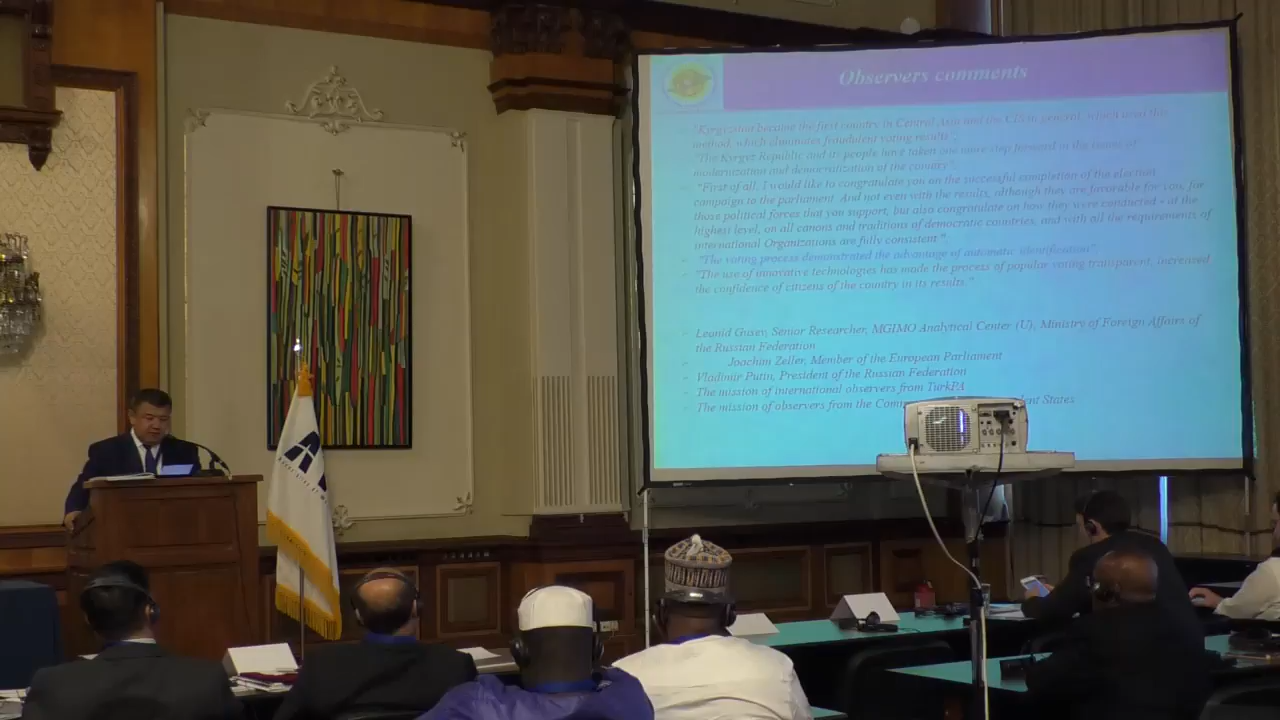 Observers comments
"Kyrgyzstan became the first country in Central Asia and the CIS in general, which used this
method, which eliminates fraudulent voting results".
"The Kyrgyz Republic and its people have taken one more step forward in the issues of
modernization and democratization of the country".
"First of all, I would like to congratulate you on the successful completion of the election
campaign to the parliament. And not even with the results, although they are favorable for you, for
those political forces that you support, but also congratulate on how they were conducted - at the
highest level, on all canons and traditions of democratic countries, and with all the requirements of
international Organizations are fully consistent".
"The voting process demonstrated the advantage of automatic identification".
"The use of innovative technologies has made the process of popular voting transparent, increased
the confidence of citizens of the country in its results."
Leonid Gusev, Senior Researcher, MGIMO Analytical Center (U), Ministry of Foreign Affairs of
the Russian Federation
Joachim Zeller, Member of the European Parliament
Vladimir Putin, President of the Russian Federation
The mission of international observers from TurkPA
The mission of observers from the States